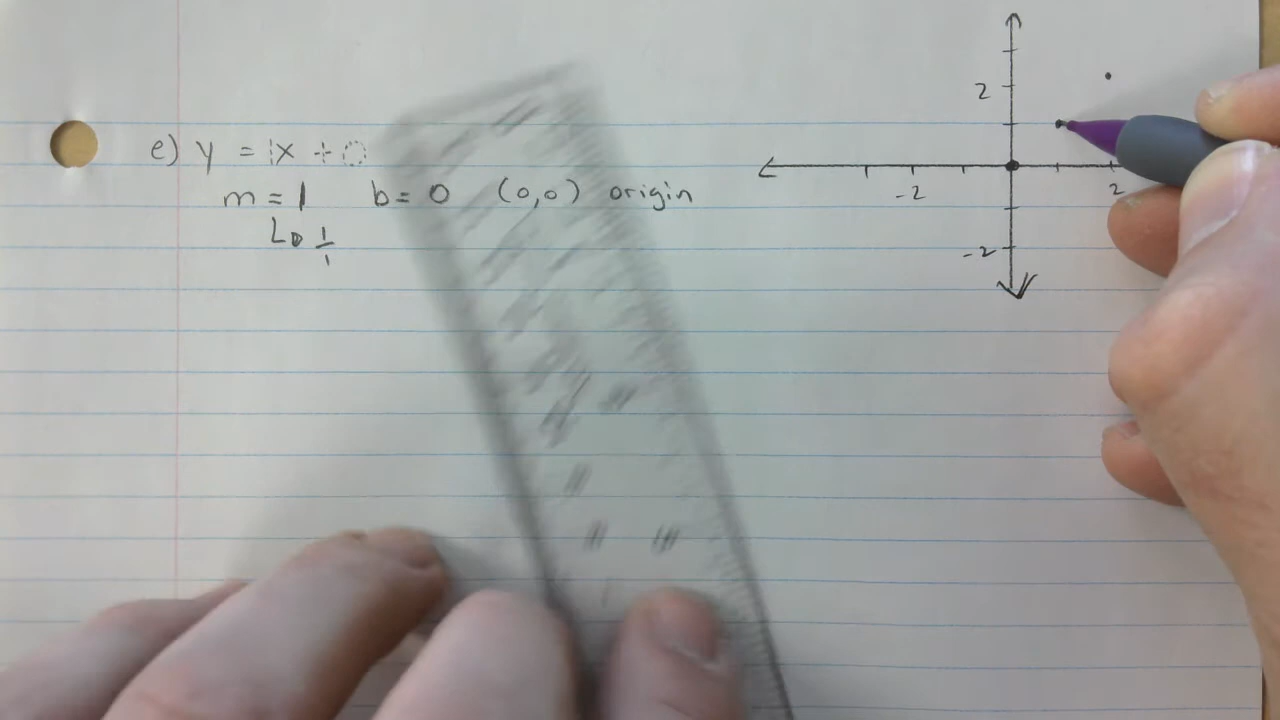 e) y = 1x + 0
m = 1 b = 0 (0,0) origin
↳ 1/1
2
-2
2
-2